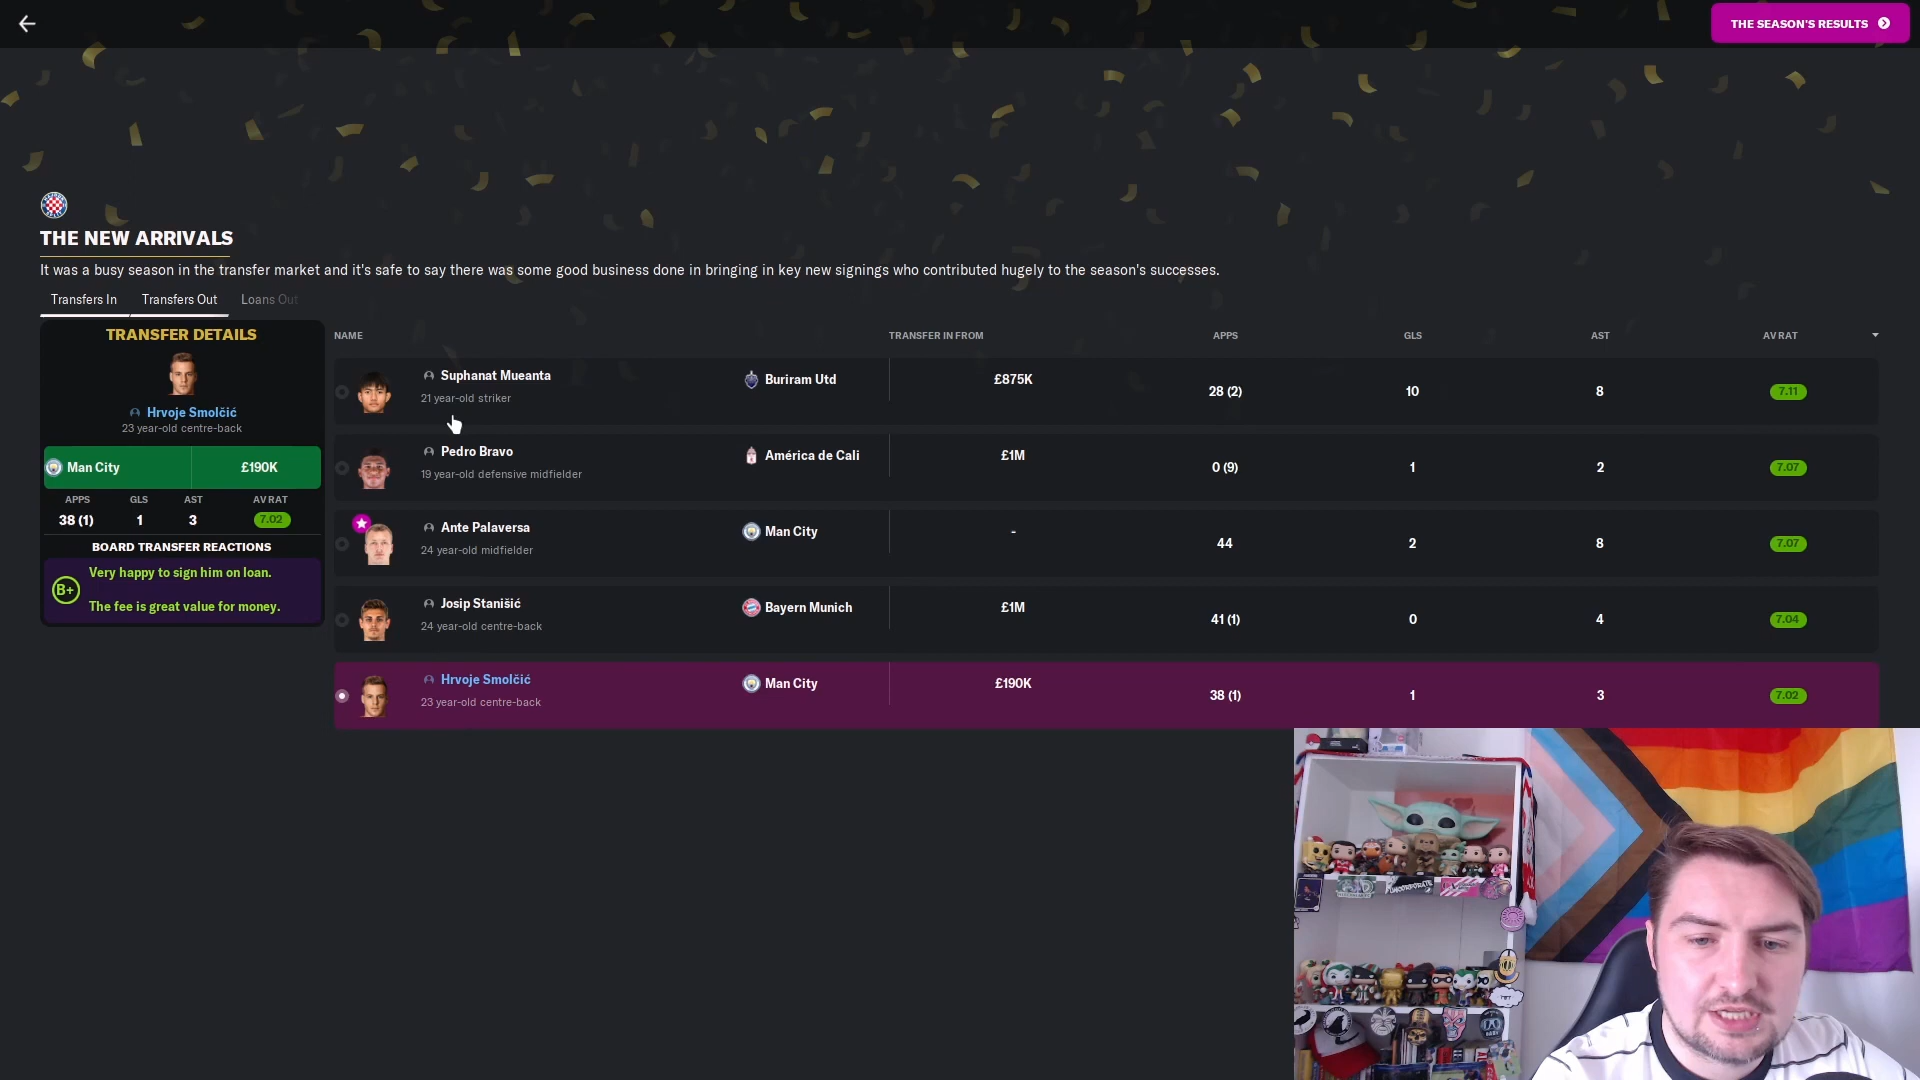 THE SEASON'S RESULTS
THE NEW ARRIVALS
It was a busy season in the transfer market and it's safe to say there was some good business done in bringing in key new signings who contributed hugely to the season's successes.
Transfers In Transfers Out Loans Out
TRANSFER DETAILS
Hrvoje Smolčić
23 year-old centre-back
Man City £190K
APPS GLS AST AV RAT
38 (1) 1 3 7.02
BOARD TRANSFER REACTIONS
B+
Very happy to sign him on loan.
The fee is great value for money.
NAME TRANSFER IN FROM APPS GLS AST AV RAT
Suphanat Mueanta Buriram Utd £875K 28 (2) 10 8 7.11
21 year-old striker
Pedro Bravo América de Cali £1M 0 (9) 1 2 7.07
19 year-old defensive midfielder
Ante Palaversa Man City - 44 2 8 7.07
24 year-old midfielder
Josip Stanišić Bayern Munich £1M 41 (1) 0 4 7.04
24 year-old centre-back
Hrvoje Smolčić Man City £190K 38 (1) 1 3 7.02
23 year-old centre-back